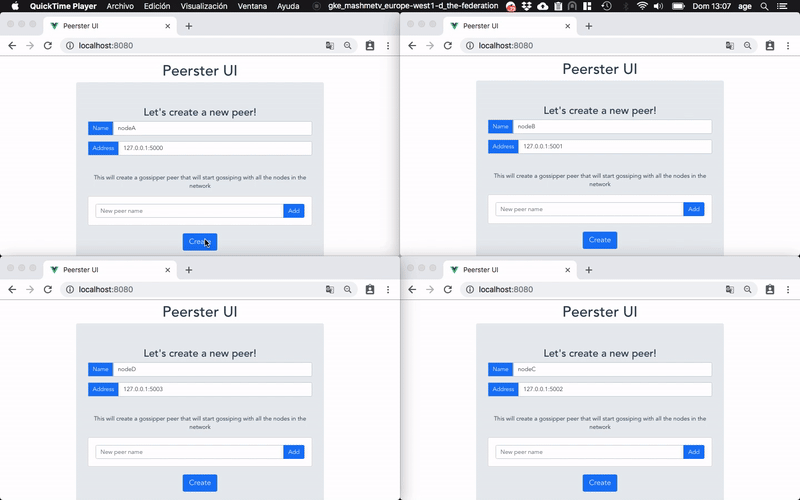 QuickTime Player Archivo Edición Visualización Ventana Ayuda gke_mashmetv_europe-west1-d_the-federation Dom 13:07 age
Peerster UI
localhost:8080
Peerster UI
Let's create a new peer!
Name nodeA
Address 127.0.0.1:5000
This will create a gossipper peer that will start gossiping with all the nodes in the
network
New peer name Add
Create
Peerster UI
localhost:8080
Peerster UI
Let's create a new peer!
Name nodeB
Address 127.0.0.1:5001
This will create a gossipper peer that will start gossiping with all the nodes in the
network
New peer name Add
Create
Peerster UI
localhost:8080
Peerster UI
Let's create a new peer!
Name nodeD
Address 127.0.0.1:5003
This will create a gossipper peer that will start gossiping with all the nodes in the
network
New peer name Add
Create
Peerster UI
localhost:8080
Peerster UI
Let's create a new peer!
Name nodeC
Address 127.0.0.1:5002
This will create a gossipper peer that will start gossiping with all the nodes in the
network
New peer name Add
Create